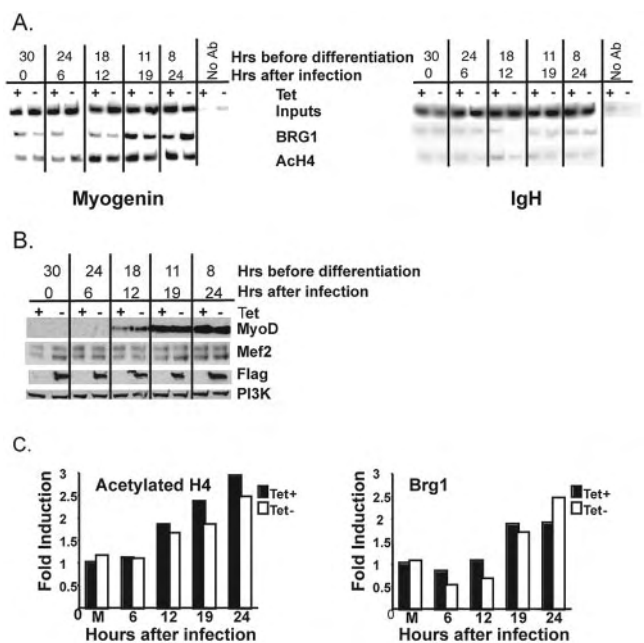 A.
30 24 18 11 8 Hrs before differentiation 30 24 18 11 8
0 6 12 19 24 Hrs after infection 0 6 12 19 24
No Ab No Ab
+ - + - + - + - + - + - Tet + - + - + - + - + - + -
Inputs
BRG1
AcH4
Myogenin IgH
B.
30 24 18 11 8 Hrs before differentiation
0 6 12 19 24 Hrs after infection
+ - + - + - + - + - Tet
MyoD
Mef2
Flag
PI3K
C.
Acetylated H4
Tet+
Tet-
Fold Induction
3
2.5
2
1.5
1
0.5
0
M 6 12 19 24
Hours after infection
Brg1
Tet+
Tet-
Fold Induction
3
2.5
2
1.5
1
0.5
0
M 6 12 19 24
Hours after infection